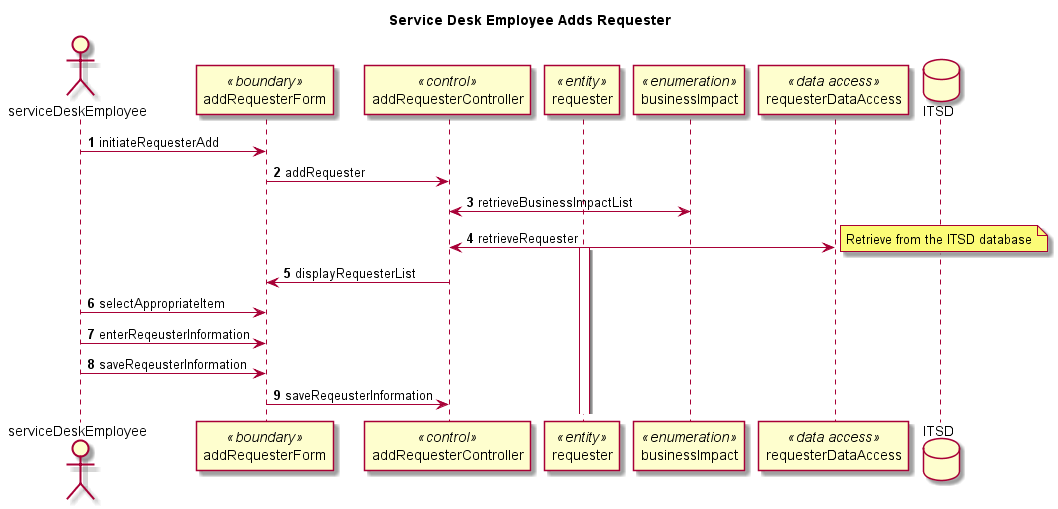 Service Desk Employee Adds Requester
serviceDeskEmployee
«boundary»
addRequesterForm
«control»
addRequesterController
«entity»
requester
«enumeration»
businessImpact
«data access»
requesterDataAccess
ITSD
1 initiateRequesterAdd
2 addRequester
3 retrieveBusinessImpactList
4 retrieveRequester
Retrieve from the ITSD database
5 displayRequesterList
6 selectAppropriateItem
7 enterReqeusterInformation
8 saveReqeusterInformation
9 saveReqeusterInformation
serviceDeskEmployee
«boundary»
addRequesterForm
«control»
addRequesterController
«entity»
requester
«enumeration»
businessImpact
«data access»
requesterDataAccess
ITSD